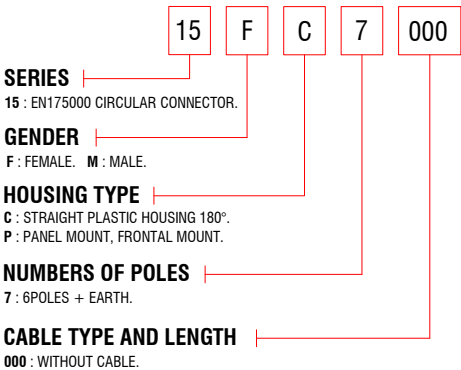 15 F C 7 000
SERIES
15 : EN175000 CIRCULAR CONNECTOR.
GENDER
F : FEMALE. M : MALE.
HOUSING TYPE
C : STRAIGHT PLASTIC HOUSING 180°.
P : PANEL MOUNT, FRONTAL MOUNT.
NUMBERS OF POLES
7 : 6POLES + EARTH.
CABLE TYPE AND LENGTH
000 : WITHOUT CABLE.